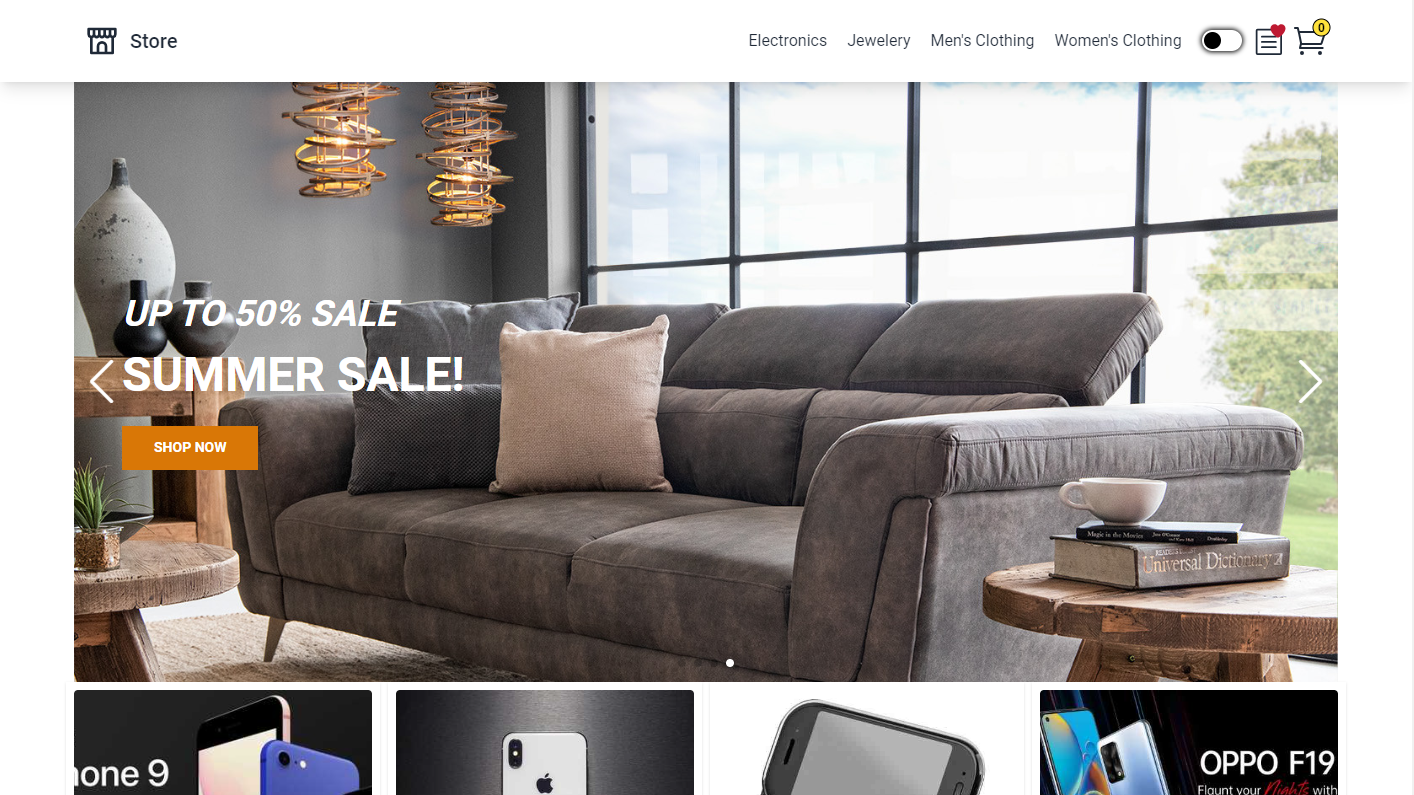 Store
Electronics
Jewelery
Men's Clothing
Women's Clothing
0
UP TO 50% SALE
SUMMER SALE!
SHOP NOW
Magic in the Movies
Universal Dictionary
hone 9
OPPO F19
Flaunt your Nights with